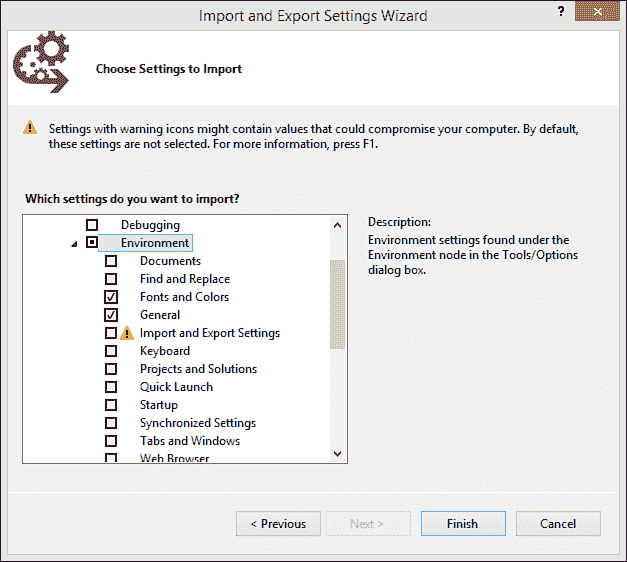 Import and Export Settings Wizard
?
Choose Settings to Import
Settings with warning icons might contain values that could compromise your computer. By default,
these settings are not selected. For more information, press F1.
Which settings do you want to import?
Debugging
Environment
Documents
Find and Replace
Fonts and Colors
General
Import and Export Settings
Keyboard
Projects and Solutions
Quick Launch
Startup
Synchronized Settings
Tabs and Windows
Web Browser
Description:
Environment settings found under the
Environment node in the Tools/Options
dialog box.
< Previous
Next >
Finish
Cancel